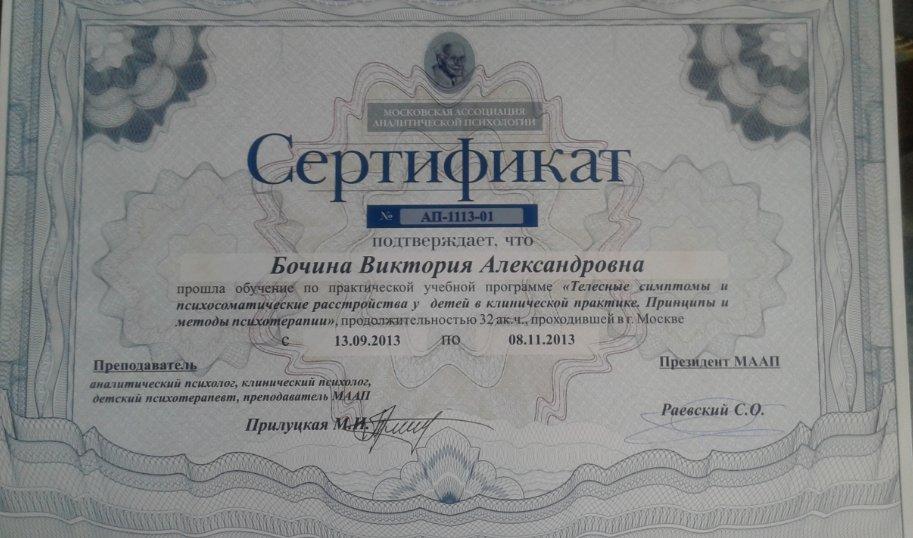 МОСКОВСКАЯ АССОЦИАЦИЯ
АНАЛИТИЧЕСКОЙ ПСИХОЛОГИИ
Сертификат
№ АП-1113-01
подтверждает, что
Бочина Виктория Александровна
прошла обучение по практической учебной программе «Телесные симптомы и
психосоматические расстройства у детей в клинической практике. Принципы и
методы психотерапии», продолжительностью 32 ак.ч., проходившей в г. Москве
с 13.09.2013 по 08.11.2013
Преподаватель
аналитический психолог, клинический психолог,
детский психотерапевт, преподаватель МААП
Прилуцкая М.И.
Президент МААП
Раевский С.О.